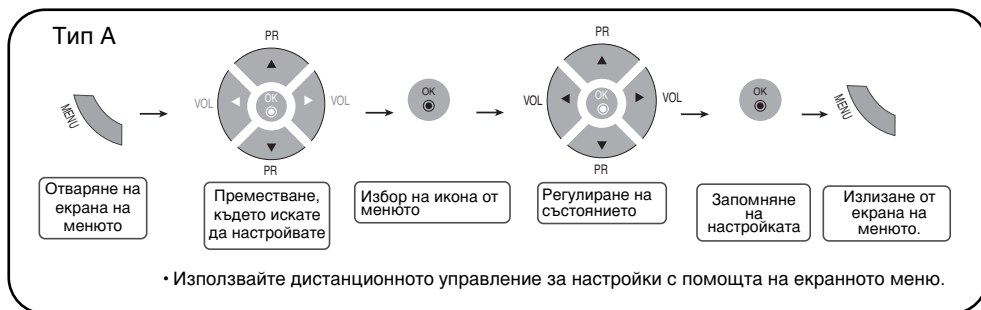 Тип А
PR
PR
MENU
VOL
OK
VOL
OK
VOL
OK
VOL
OK
MENU
PR
PR
Отваряне на
екрана на
менюто
Преместване,
където искате
да настройвате
Избор на икона от
менюто
Регулиране на
състоянието
Запомняне
на
настройката
Излизане от
екрана на
менюто.
• Използвайте дистанционното управление за настройки с помощта на екранното меню.